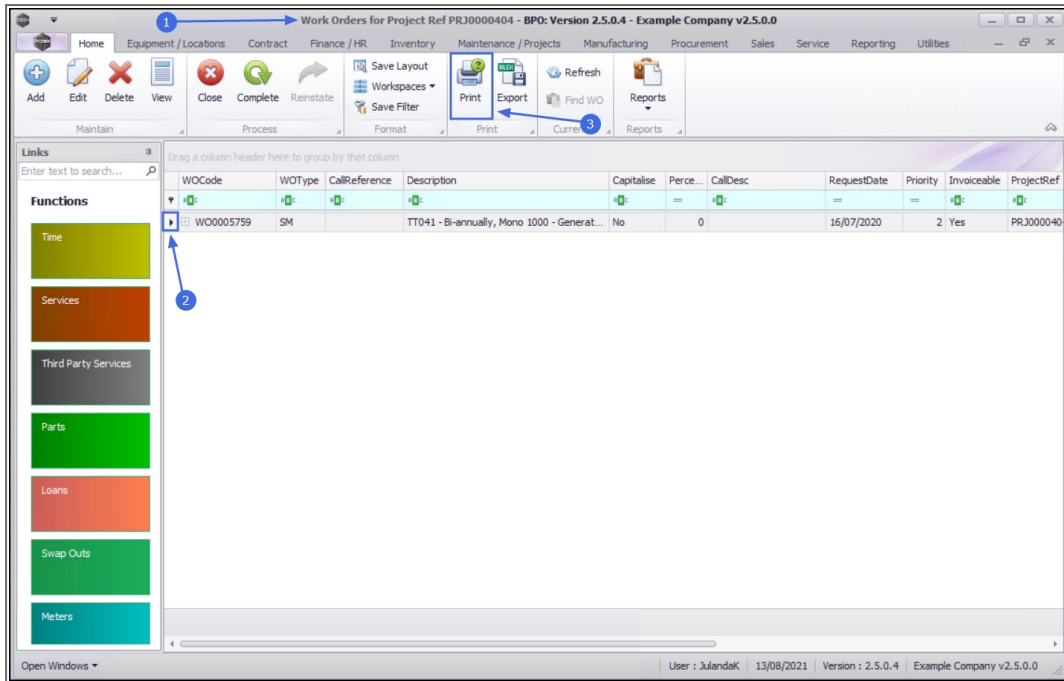 1
Work Orders for Project Ref PRJ0000404 - BPO: Version 2.5.0.4 - Example Company v2.5.0.0
Home Equipment / Locations Contract Finance / HR Inventory Maintenance / Projects Manufacturing Procurement Sales Service Reporting Utilities
Add Edit Delete View Close Complete Reinstate Save Layout Workspaces Save Filter Print Export Refresh Find WO Reports
3
Maintain Process Format Print Reports
Links
Enter text to search...
Drag a column header here to group by that column
WOCode WOType CallReference Description Capitalise Perce... CallDesc RequestDate Priority Invoiceable ProjectRef
WO0005759 SM TT041 - Bi-annually, Mono 1000 - Generat... No 0 16/07/2020 2 Yes PRJ000040
2
Functions
Time
Services
Third Party Services
Parts
Loans
Swap Outs
Meters
Open Windows User : JulandaK 13/08/2021 Version : 2.5.0.4 Example Company v2.5.0.0